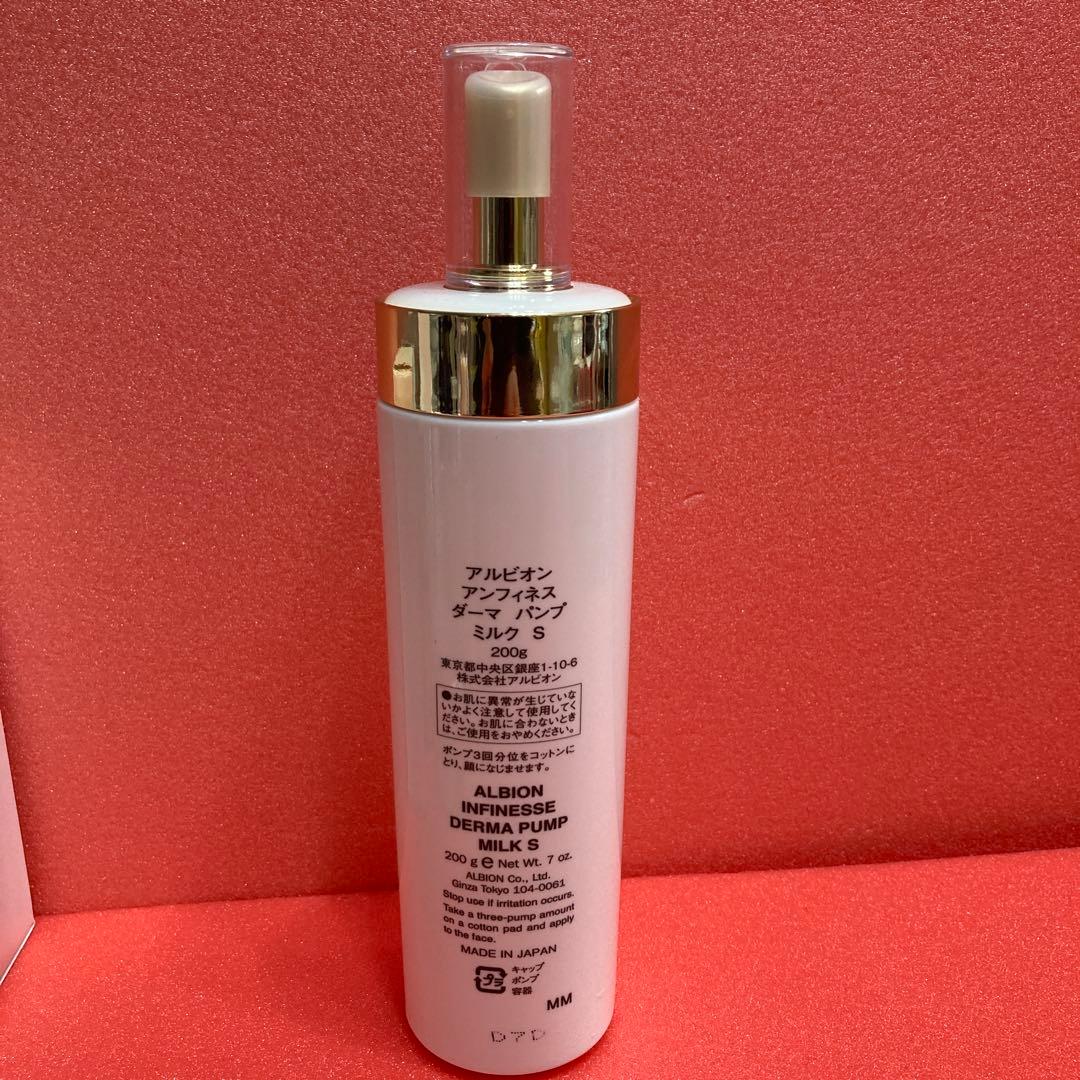 アルビオン
アンフィネス
ダーマ パンプ
ミルク S
200g
東京都中央区銀座1-10-6
株式会社アルビオン
●お肌に異常が生じていな
いかよく注意して使用してく
ださい。お肌に合わないとき
は、ご使用をおやめください。
ポンプ3回分位をコットンに
とり、顔になじませます。
ALBION
INFINESSE
DERMA PUMP
MILK S
200 g e Net Wt. 7 oz.
ALBION Co., Ltd.
Ginza Tokyo 104-0061
Stop use if irritation occurs.
Take a three-pump amount
on a cotton pad and apply
to the face.
MADE IN JAPAN
プラ
キャップ
ポンプ
容器
MM
D7D